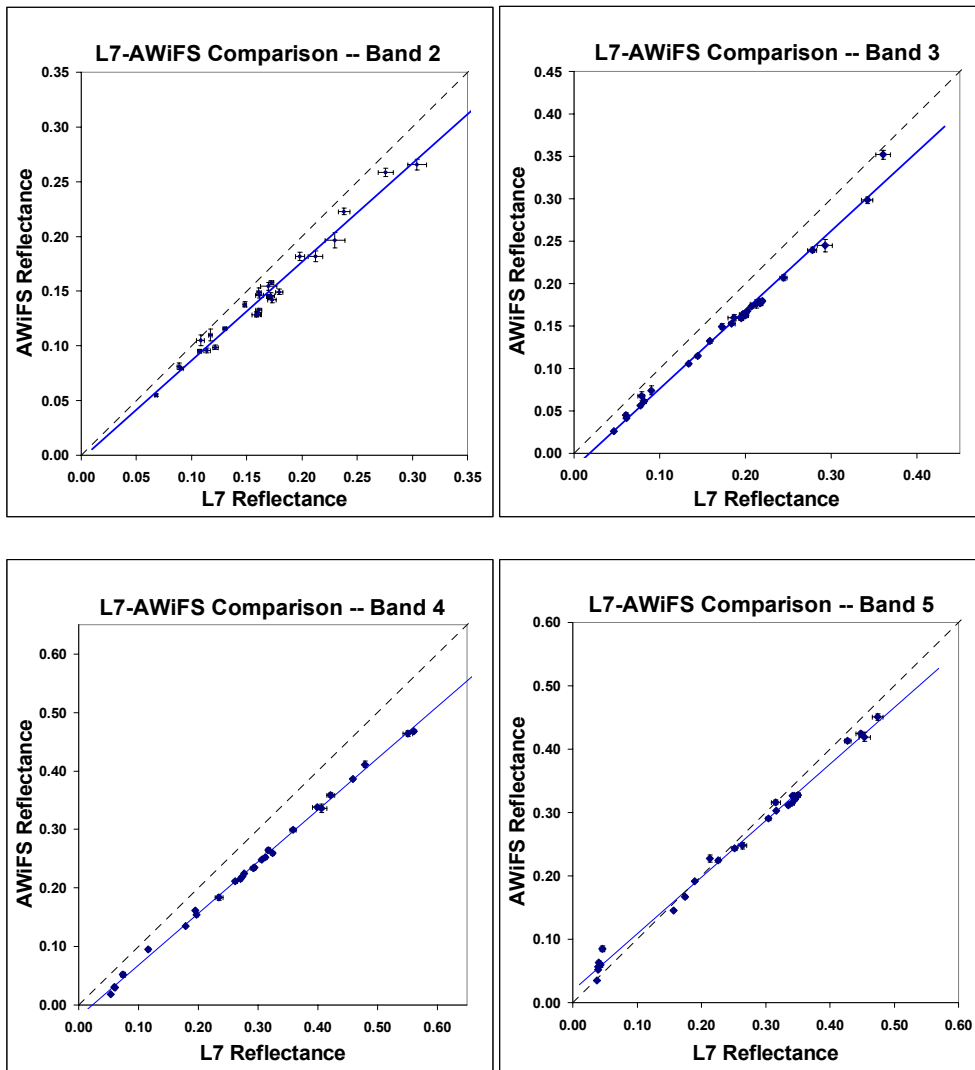 L7-AWiFS Comparison -- Band 2
0.35
0.30
0.25
0.20
0.15
0.10
0.05
0.00
AWiFS Reflectance
0.00 0.05 0.10 0.15 0.20 0.25 0.30 0.35
L7 Reflectance
L7-AWiFS Comparison -- Band 3
0.45
0.40
0.35
0.30
0.25
0.20
0.15
0.10
0.05
0.00
AWiFS Reflectance
0.00 0.10 0.20 0.30 0.40
L7 Reflectance
L7-AWiFS Comparison -- Band 4
0.60
0.50
0.40
0.30
0.20
0.10
0.00
AWiFS Reflectance
0.00 0.10 0.20 0.30 0.40 0.50 0.60
L7 Reflectance
L7-AWiFS Comparison -- Band 5
0.60
0.50
0.40
0.30
0.20
0.10
0.00
AWiFS Reflectance
0.00 0.10 0.20 0.30 0.40 0.50 0.60
L7 Reflectance